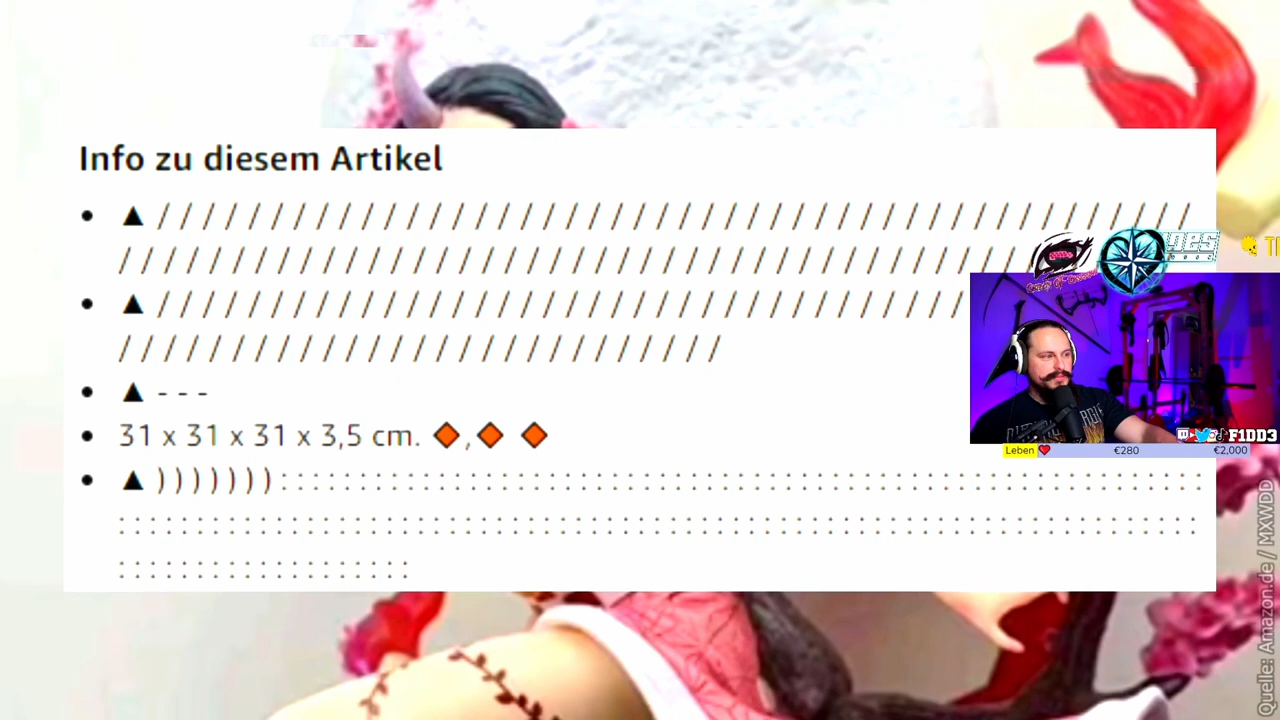 Info zu diesem Artikel
• ▲ / / / / / / / / / / / / / / / / / / / / / / / / / / / / / / / / / / / / / / / / / / / / / /
/ / / / / / / / / / / / / / / / / / / / / / / / / / / / / / / / / / / / / / / /
• ▲ / / / / / / / / / / / / / / / / / / / / / / / / / / / / / / / / / / / /
/ / / / / / / / / / / / / / / / / / / / / / / / / / /
• ▲ - - -
• 31 x 31 x 31 x 3,5 cm. 🔶,🔶 🔶
• ▲ ) ) ) ) ) ) ) : : : : : : : : : : : : : : : : : : : : : : : : : : : : : : : : : : : : : : : : : : : : : : : : : : : : : : : : : :
: : : : : : : : : : : : : : : : : : : : : : : : : : : : : : : : : : : : : : : : : : : : : : : : : : : : : : : : : : : : : : : : : : : :
: : : : : : : : : : : : : : : : : : :
F1DD3
Leben ❤ €280 €2,000
Quelle: Amazon.de / MXWDD